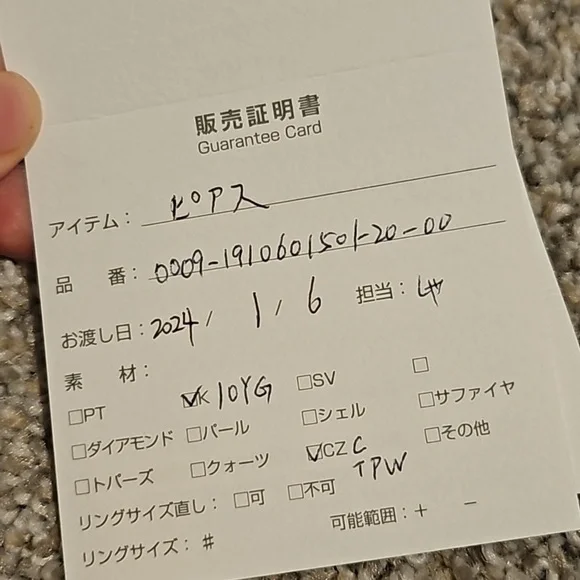 販売証明書
Guarantee Card
アイテム： ピアス
品　番： 0009-1910601501-20-00
お渡し日：2024 / 1 / 6 担当：しゃ
素　材：
□PT ☑K10YG □SV □
□ダイアモンド □パール □シェル □サファイヤ
□トパーズ □クォーツ ☑CZ C □その他
TPW
リングサイズ直し： □可 □不可
リングサイズ：＃ 可能範囲：＋ －